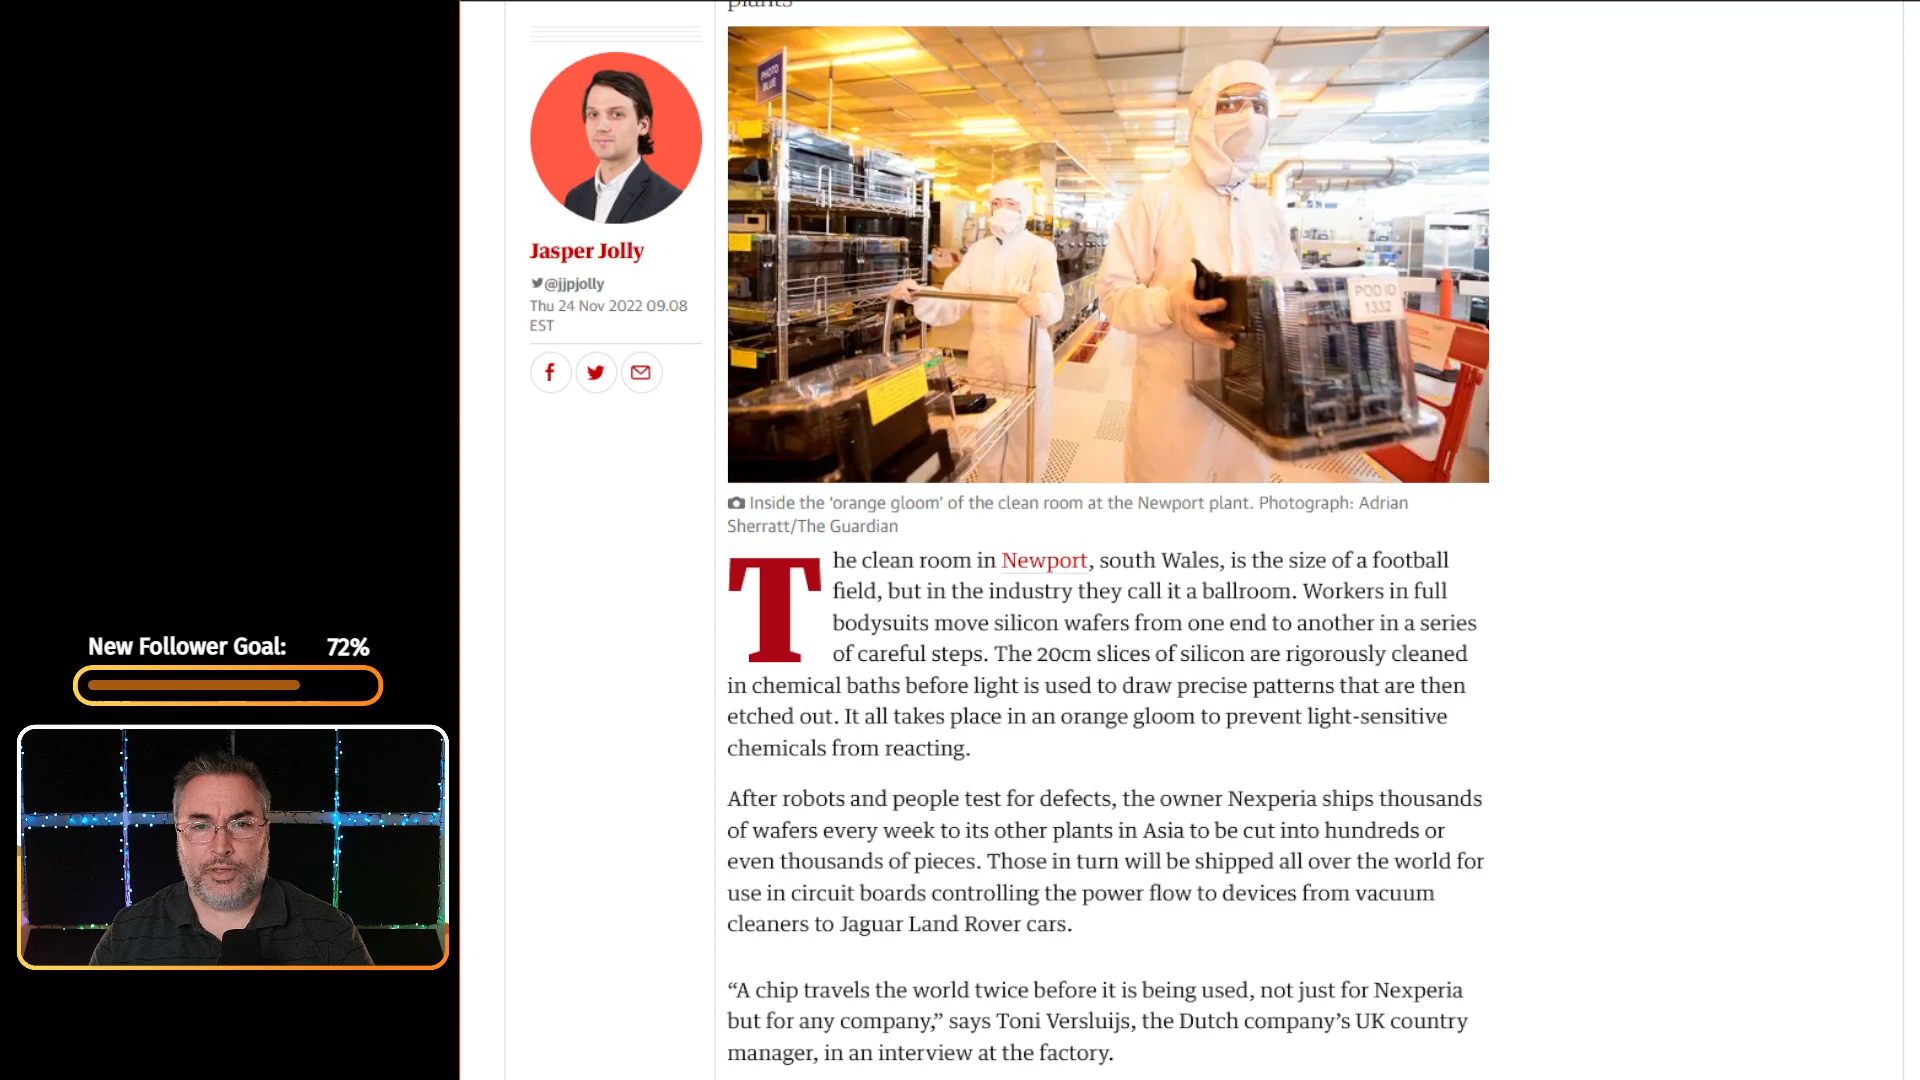 plants
PHOTO
BLUE
POD ID
1332
Jasper Jolly
@jjpjolly
Thu 24 Nov 2022 09.08
EST
Inside the ‘orange gloom’ of the clean room at the Newport plant. Photograph: Adrian
Sherratt/The Guardian
The clean room in Newport, south Wales, is the size of a football
field, but in the industry they call it a ballroom. Workers in full
bodysuits move silicon wafers from one end to another in a series
of careful steps. The 20cm slices of silicon are rigorously cleaned
in chemical baths before light is used to draw precise patterns that are then
etched out. It all takes place in an orange gloom to prevent light-sensitive
chemicals from reacting.
After robots and people test for defects, the owner Nexperia ships thousands
of wafers every week to its other plants in Asia to be cut into hundreds or
even thousands of pieces. Those in turn will be shipped all over the world for
use in circuit boards controlling the power flow to devices from vacuum
cleaners to Jaguar Land Rover cars.
“A chip travels the world twice before it is being used, not just for Nexperia
but for any company,” says Toni Versluijs, the Dutch company’s UK country
manager, in an interview at the factory.
New Follower Goal: 72%